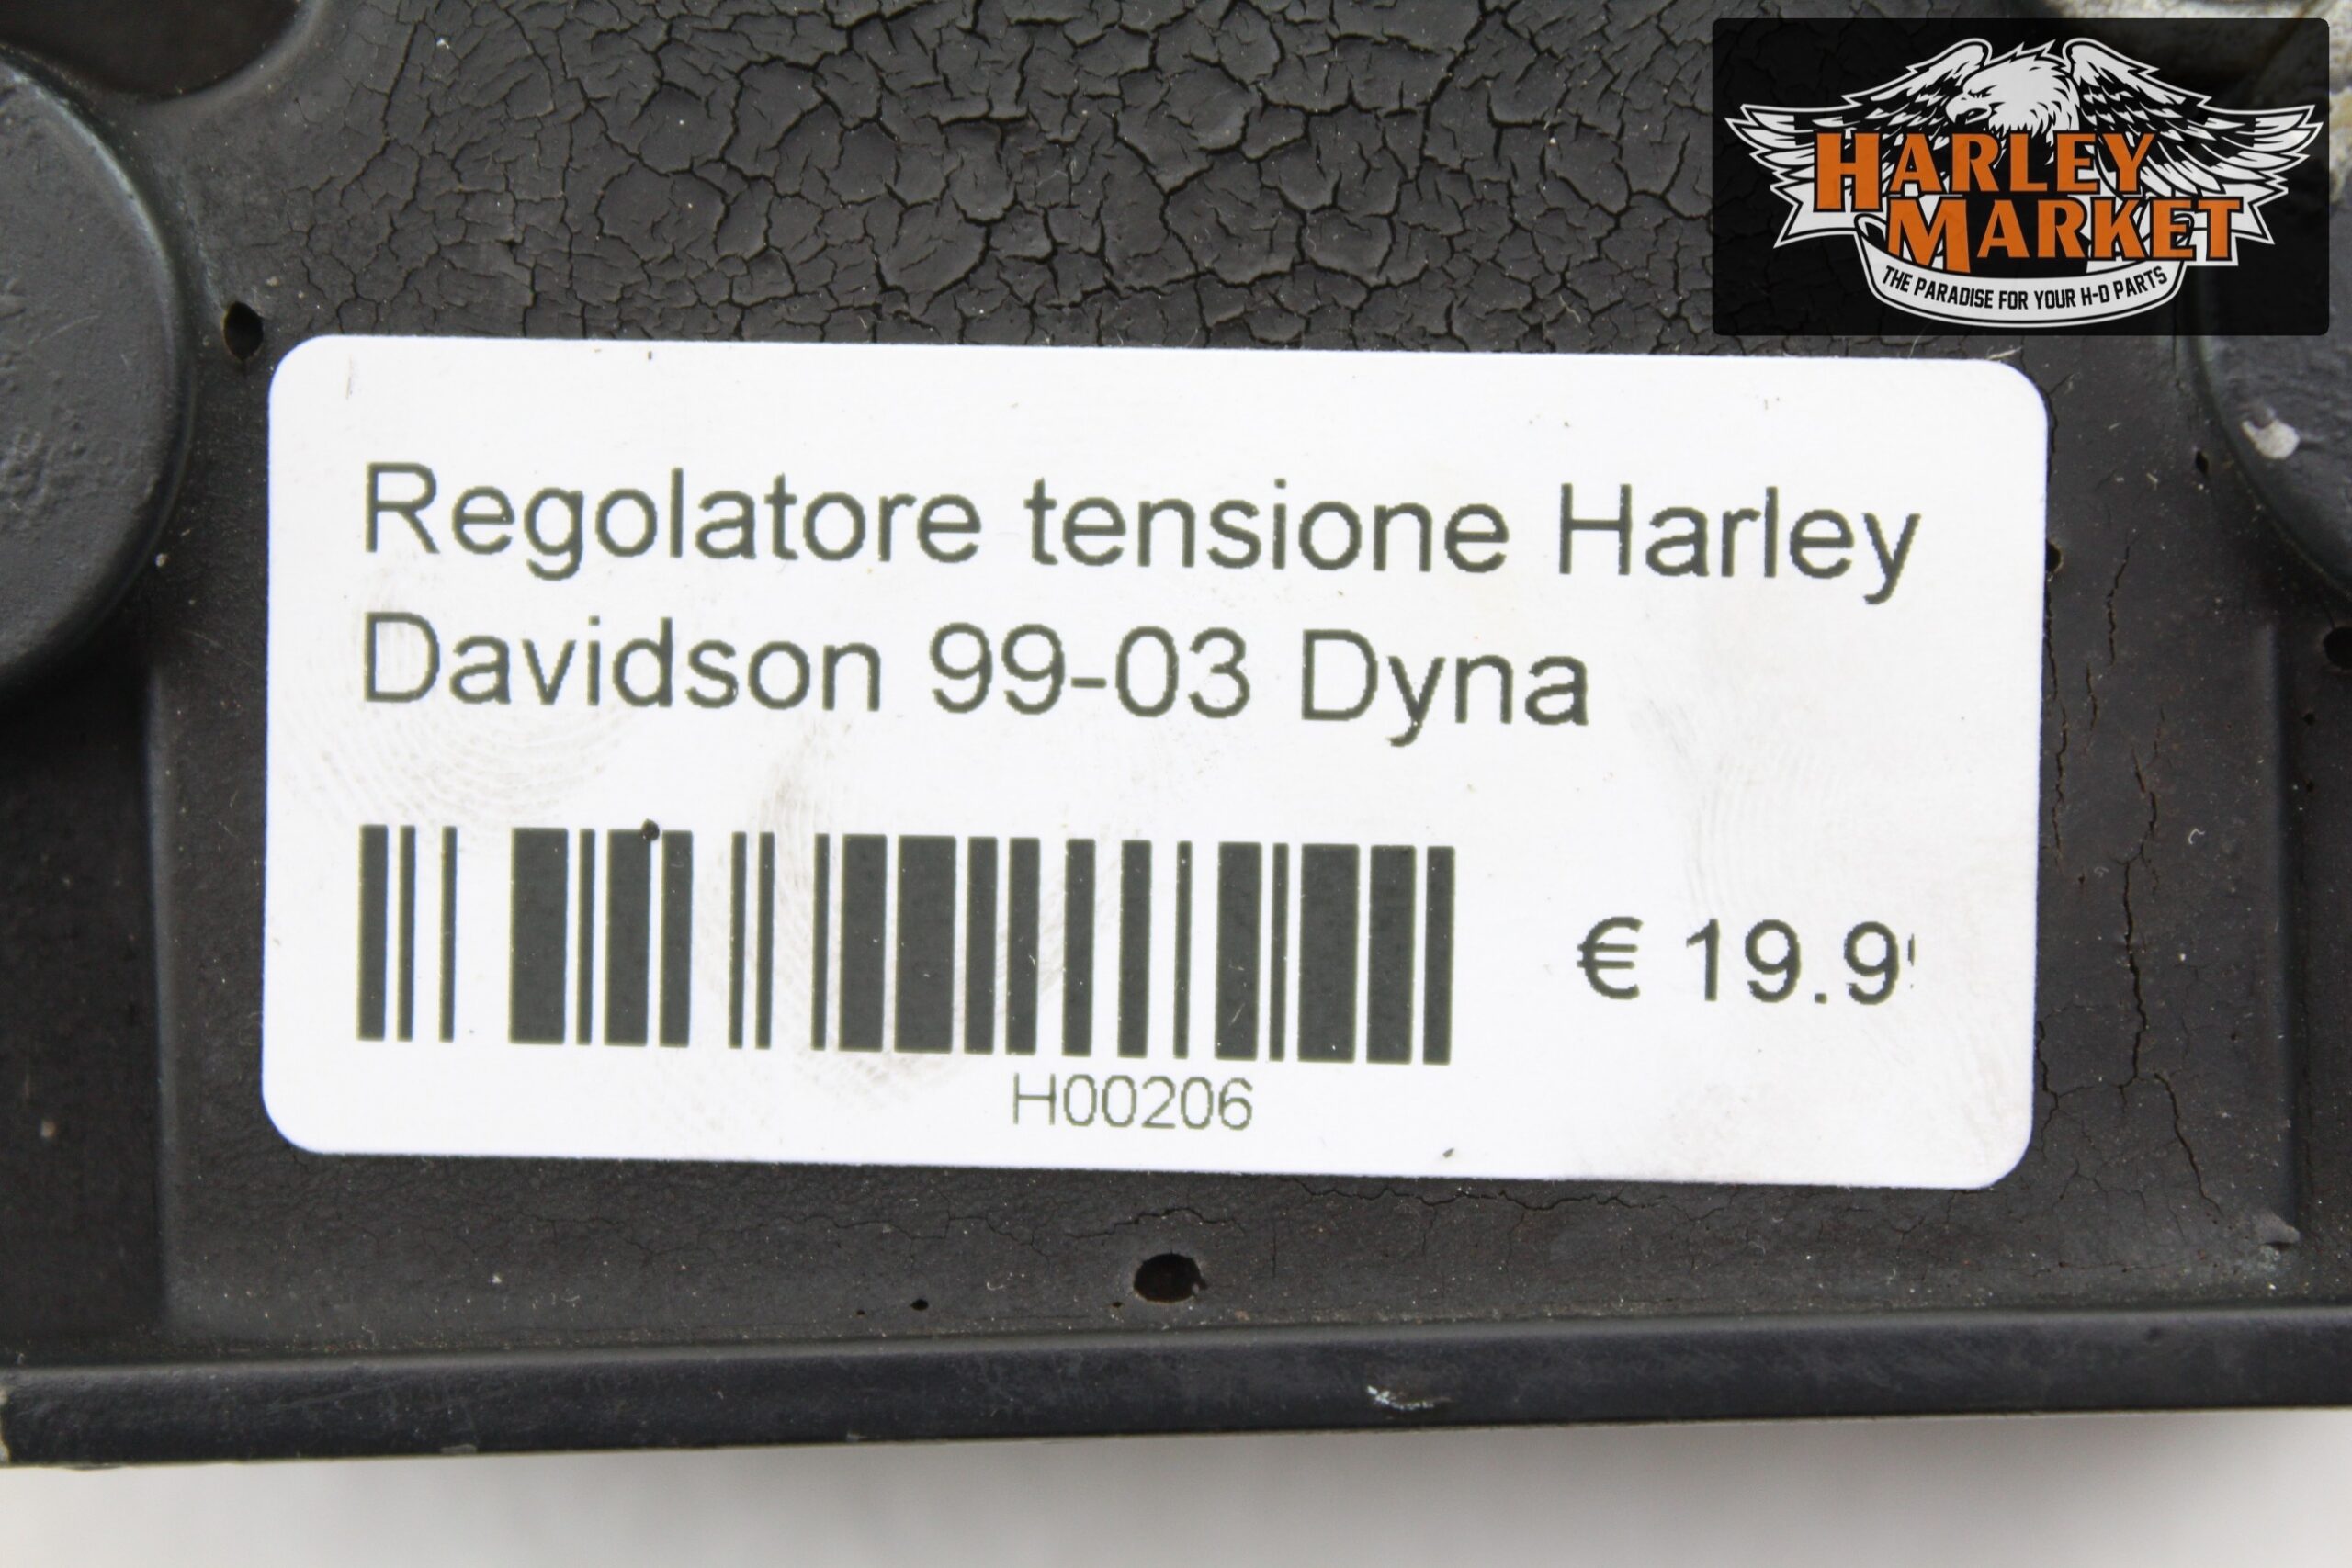 HARLEY
MARKET
THE PARADISE FOR YOUR H-D PARTS
Regolatore tensione Harley
Davidson 99-03 Dyna
€ 19.9
H00206